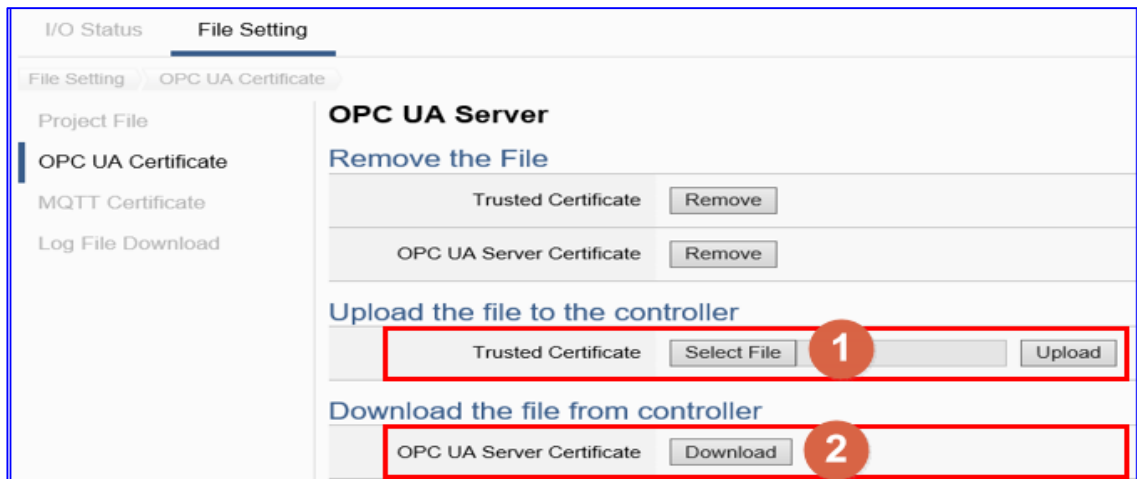 I/O Status File Setting
File Setting OPC UA Certificate
Project File
OPC UA Certificate
MQTT Certificate
Log File Download
OPC UA Server
Remove the File
Trusted Certificate Remove
OPC UA Server Certificate Remove
Upload the file to the controller
Trusted Certificate Select File 1 Upload
Download the file from controller
OPC UA Server Certificate Download 2